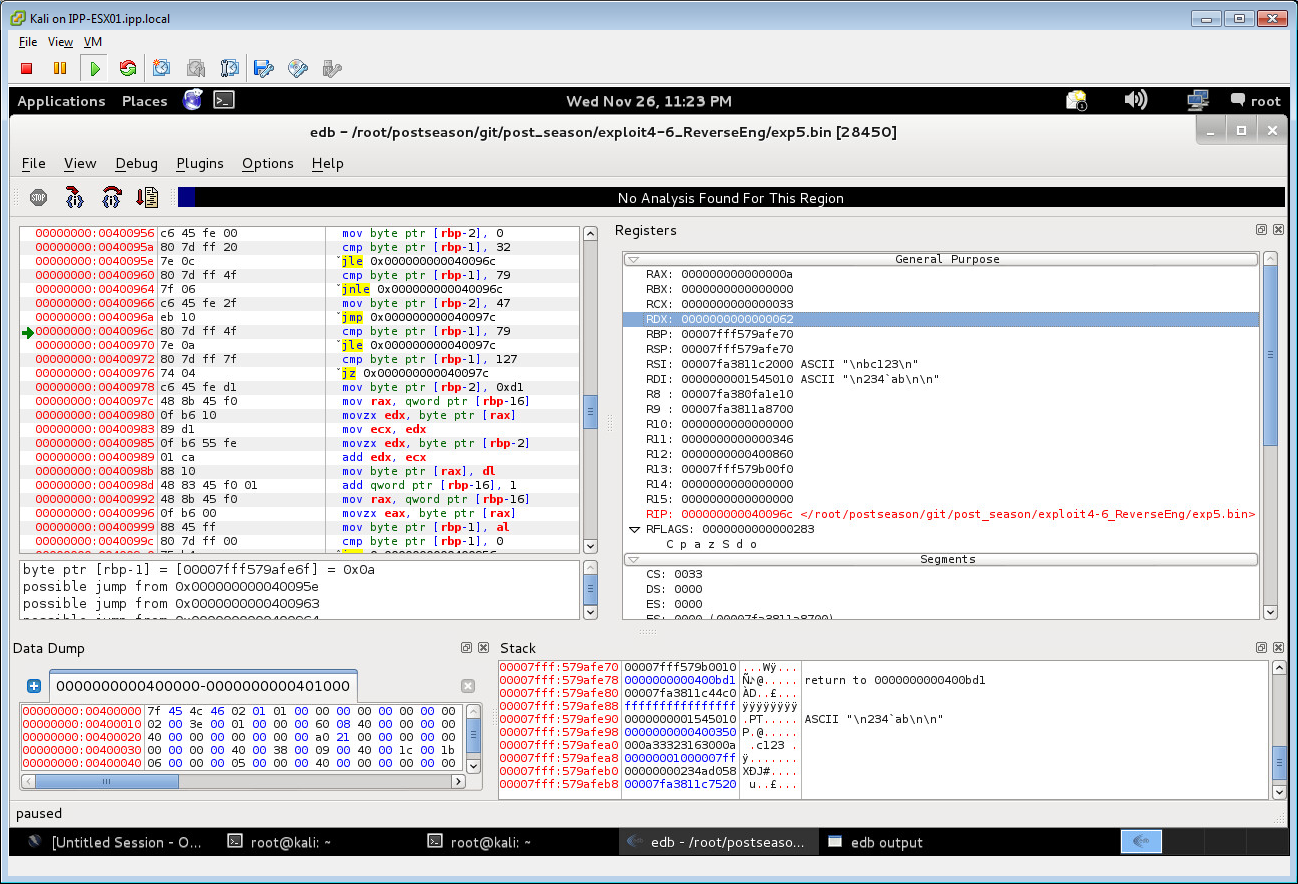 Kali on IPP-ESX01.ipp.local
File View VM
Applications Places Wed Nov 26, 11:23 PM 1 root
edb – /root/postseason/git/post_season/exploit4-6_ReverseEng/exp5.bin [28450]
File View Debug Plugins Options Help
STOP
No Analysis Found For This Region
00000000:00400956 c6 45 fe 00 mov byte ptr [rbp-2], 0
00000000:0040095a 80 7d ff 20 cmp byte ptr [rbp-1], 32
00000000:0040095e 7e 0c jle 0x000000000040096c
00000000:00400960 80 7d ff 4f cmp byte ptr [rbp-1], 79
00000000:00400964 7f 06 jnle 0x000000000040096c
00000000:00400966 c6 45 fe 2f mov byte ptr [rbp-2], 47
00000000:0040096a eb 10 jmp 0x000000000040097c
00000000:0040096c 80 7d ff 4f cmp byte ptr [rbp-1], 79
00000000:00400970 7e 0a jle 0x000000000040097c
00000000:00400972 80 7d ff 7f cmp byte ptr [rbp-1], 127
00000000:00400976 74 04 jz 0x000000000040097c
00000000:00400978 c6 45 fe d1 mov byte ptr [rbp-2], 0xd1
00000000:0040097c 48 8b 45 f0 mov rax, qword ptr [rbp-16]
00000000:00400980 0f b6 10 movzx edx, byte ptr [rax]
00000000:00400983 89 d1 mov ecx, edx
00000000:00400985 0f b6 55 fe movzx edx, byte ptr [rbp-2]
00000000:00400989 01 ca add edx, ecx
00000000:0040098b 88 10 mov byte ptr [rax], dl
00000000:0040098d 48 83 45 f0 01 add qword ptr [rbp-16], 1
00000000:00400992 48 8b 45 f0 mov rax, qword ptr [rbp-16]
00000000:00400996 0f b6 00 movzx eax, byte ptr [rax]
00000000:00400999 88 45 ff mov byte ptr [rbp-1], al
00000000:0040099c 80 7d ff 00 cmp byte ptr [rbp-1], 0
byte ptr [rbp-1] = [00007fff579afe6f] = 0x0a
possible jump from 0x000000000040095e
possible jump from 0x0000000000400963
possible jump from 0x0000000000400964
Registers
General Purpose
RAX: 000000000000000a
RBX: 0000000000000000
RCX: 0000000000000033
RDX: 0000000000000062
RBP: 00007fff579afe70
RSP: 00007fff579afe70
RSI: 00007fa3811c2000 ASCII "\nbc123\n"
RDI: 0000000001545010 ASCII "\n234`ab\n\n"
R8 : 00007fa380fa1e10
R9 : 00007fa3811a8700
R10: 0000000000000000
R11: 0000000000000346
R12: 0000000000400860
R13: 00007fff579b00f0
R14: 0000000000000000
R15: 0000000000000000
RIP: 000000000040096c </root/postseason/git/post_season/exploit4-6_ReverseEng/exp5.bin>
RFLAGS: 0000000000000283
C p a z S d o
Segments
CS: 0033
DS: 0000
ES: 0000
FS: 0000 (00007fa3811a8700)
Data Dump
0000000000400000-0000000000401000
00000000:00400000 7f 45 4c 46 02 01 01 00 00 00 00 00 00 00 00 00
00000000:00400010 02 00 3e 00 01 00 00 00 60 08 40 00 00 00 00 00
00000000:00400020 40 00 00 00 00 00 00 00 a0 21 00 00 00 00 00 00
00000000:00400030 00 00 00 00 40 00 38 00 09 00 40 00 1c 00 1b
00000000:00400040 06 00 00 00 05 00 00 00 40 00 00 00 00 00 00 00
Stack
00007fff:579afe70 00007fff579b0010 ...Wÿ...
00007fff:579afe78 0000000000400bd1 Ñ♪@..... return to 0000000000400bd1
00007fff:579afe80 00007fa3811c44c0 ÀD..£...
00007fff:579afe88 ffffffffffffffff ÿÿÿÿÿÿÿÿ
00007fff:579afe90 0000000001545010 .PT..... ASCII "\n234`ab\n\n"
00007fff:579afe98 0000000000400350 P.@.....
00007fff:579afea0 000a33323163000a ..c123 .
00007fff:579afea8 00000001000007ff ÿ.......
00007fff:579afeb0 00000000234ad058 XÐJ#....
00007fff:579afeb8 00007fa3811c7520 u..£...
paused
[Untitled Session - O... root@kali: ~ root@kali: ~ edb - /root/postseaso... edb output